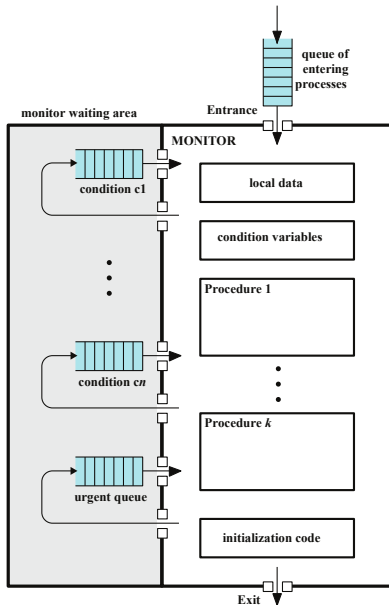 queue of
entering
processes
Entrance
monitor waiting area
MONITOR
condition c1
local data
condition variables
Procedure 1
condition cn
Procedure k
urgent queue
initialization code
Exit